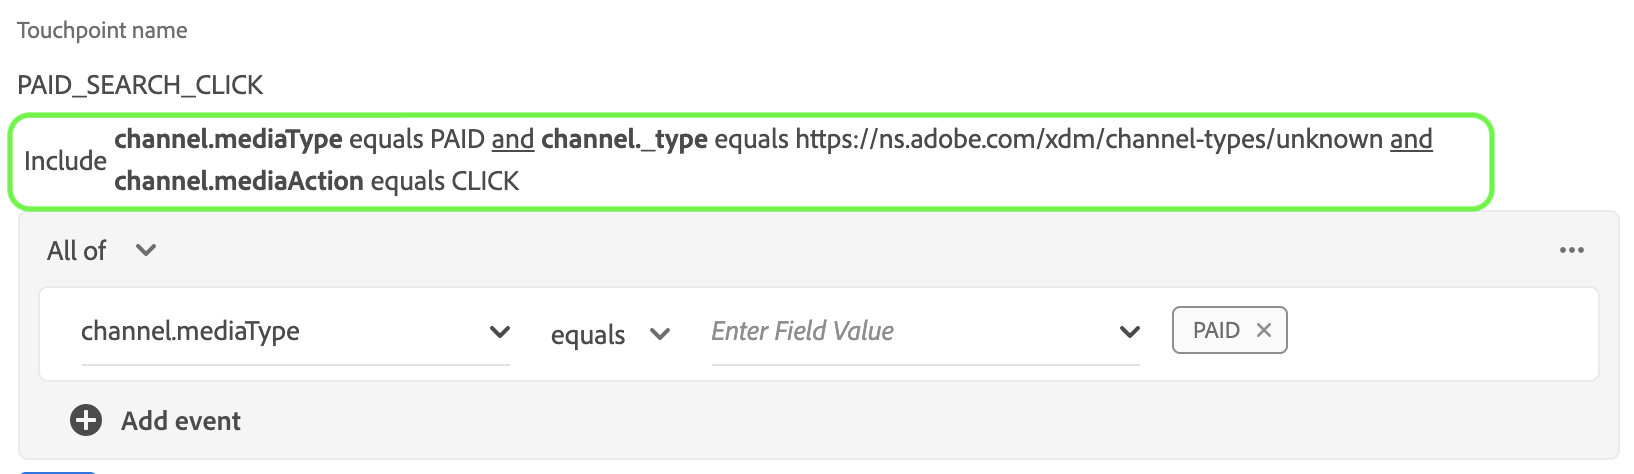 Touchpoint name
PAID_SEARCH_CLICK
Include
channel.mediaType equals PAID and channel._type equals https://ns.adobe.com/xdm/channel-types/unknown and
channel.mediaAction equals CLICK
All of
channel.mediaType equals Enter Field Value PAID
Add event